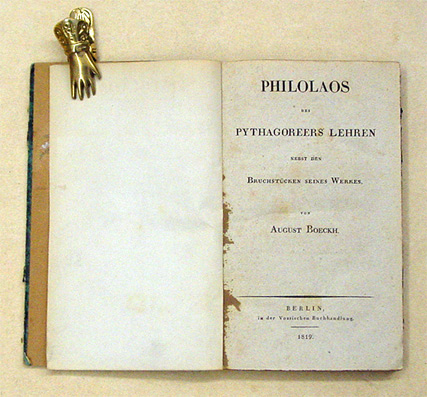 PHILOLAOS
DES
PYTHAGOREERS LEHREN
NEBST DEN
BRUCHSTÜCKEN SEINES WERKES.
VON
AUGUST BOECKH.
BERLIN,
in der Vossischen Buchhandlung.
1819.